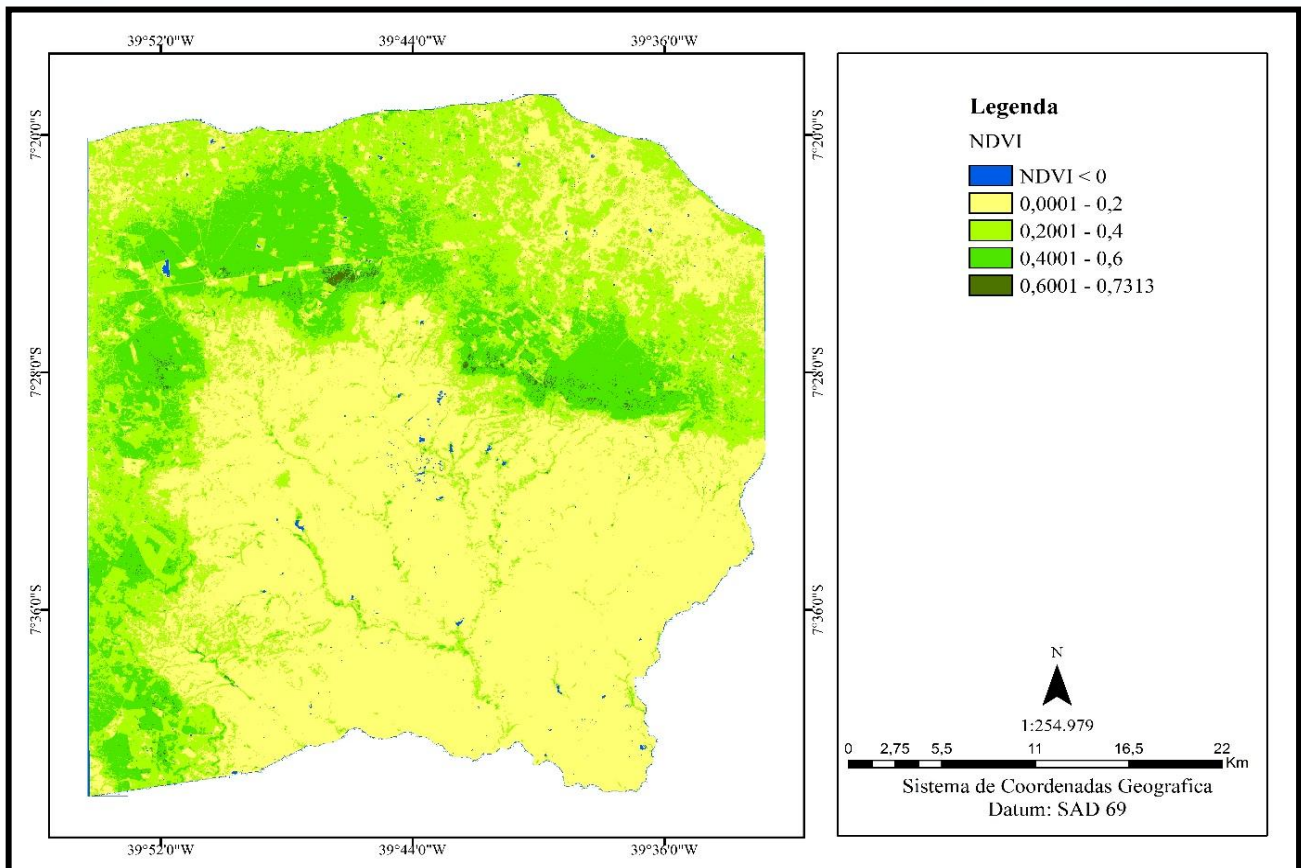 39°52'0"W 39°44'0"W 39°36'0"W
7°20'0"S 7°20'0"S
7°28'0"S 7°28'0"S
7°36'0"S 7°36'0"S
39°52'0"W 39°44'0"W 39°36'0"W
Legenda
NDVI
NDVI < 0
0,0001 - 0,2
0,2001 - 0,4
0,4001 - 0,6
0,6001 - 0,7313
N
1:254.979
0 2,75 5,5 11 16,5 22
Km
Sistema de Coordenadas Geografica
Datum: SAD 69